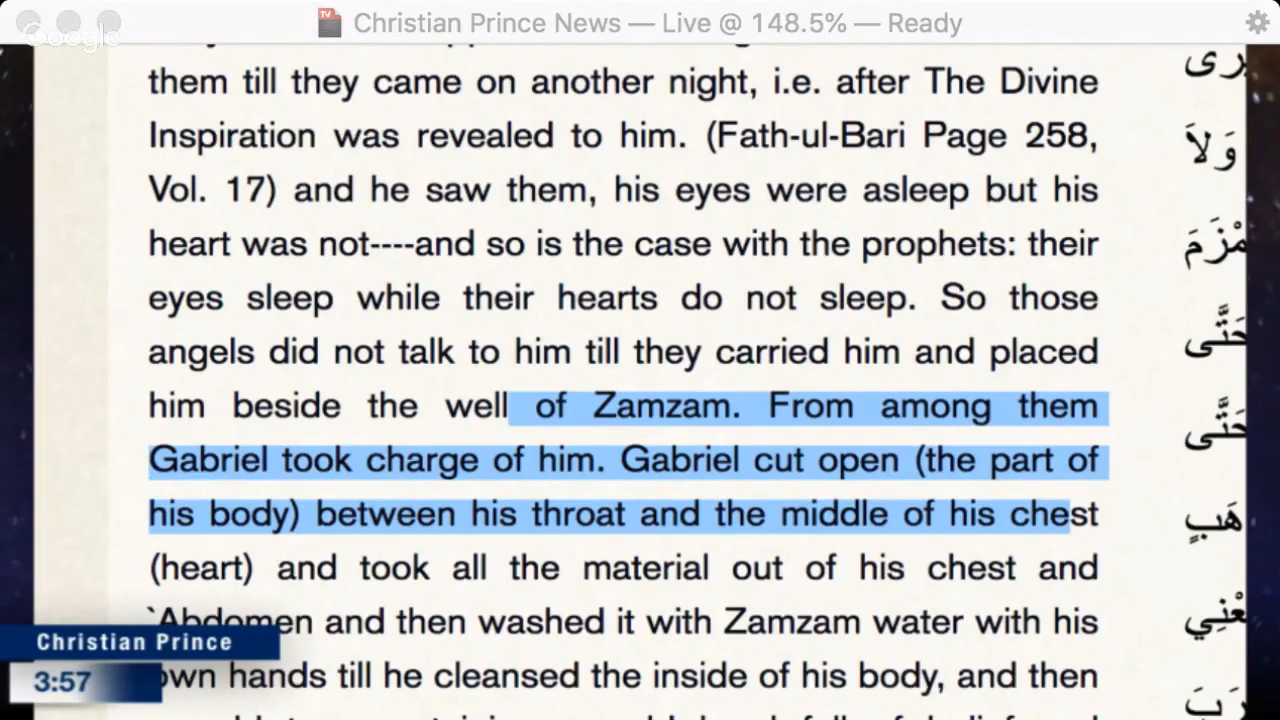 Christian Prince News — Live @ 148.5% — Ready
Google
TV
them till they came on another night, i.e. after The Divine
Inspiration was revealed to him. (Fath-ul-Bari Page 258,
Vol. 17) and he saw them, his eyes were asleep but his
heart was not----and so is the case with the prophets: their
eyes sleep while their hearts do not sleep. So those
angels did not talk to him till they carried him and placed
him beside the well of Zamzam. From among them
Gabriel took charge of him. Gabriel cut open (the part of
his body) between his throat and the middle of his chest
(heart) and took all the material out of his chest and
`Abdomen and then washed it with Zamzam water with his
own hands till he cleansed the inside of his body, and then
وَلاَ
حَتَّى
حَتَّى
Christian Prince
3:57